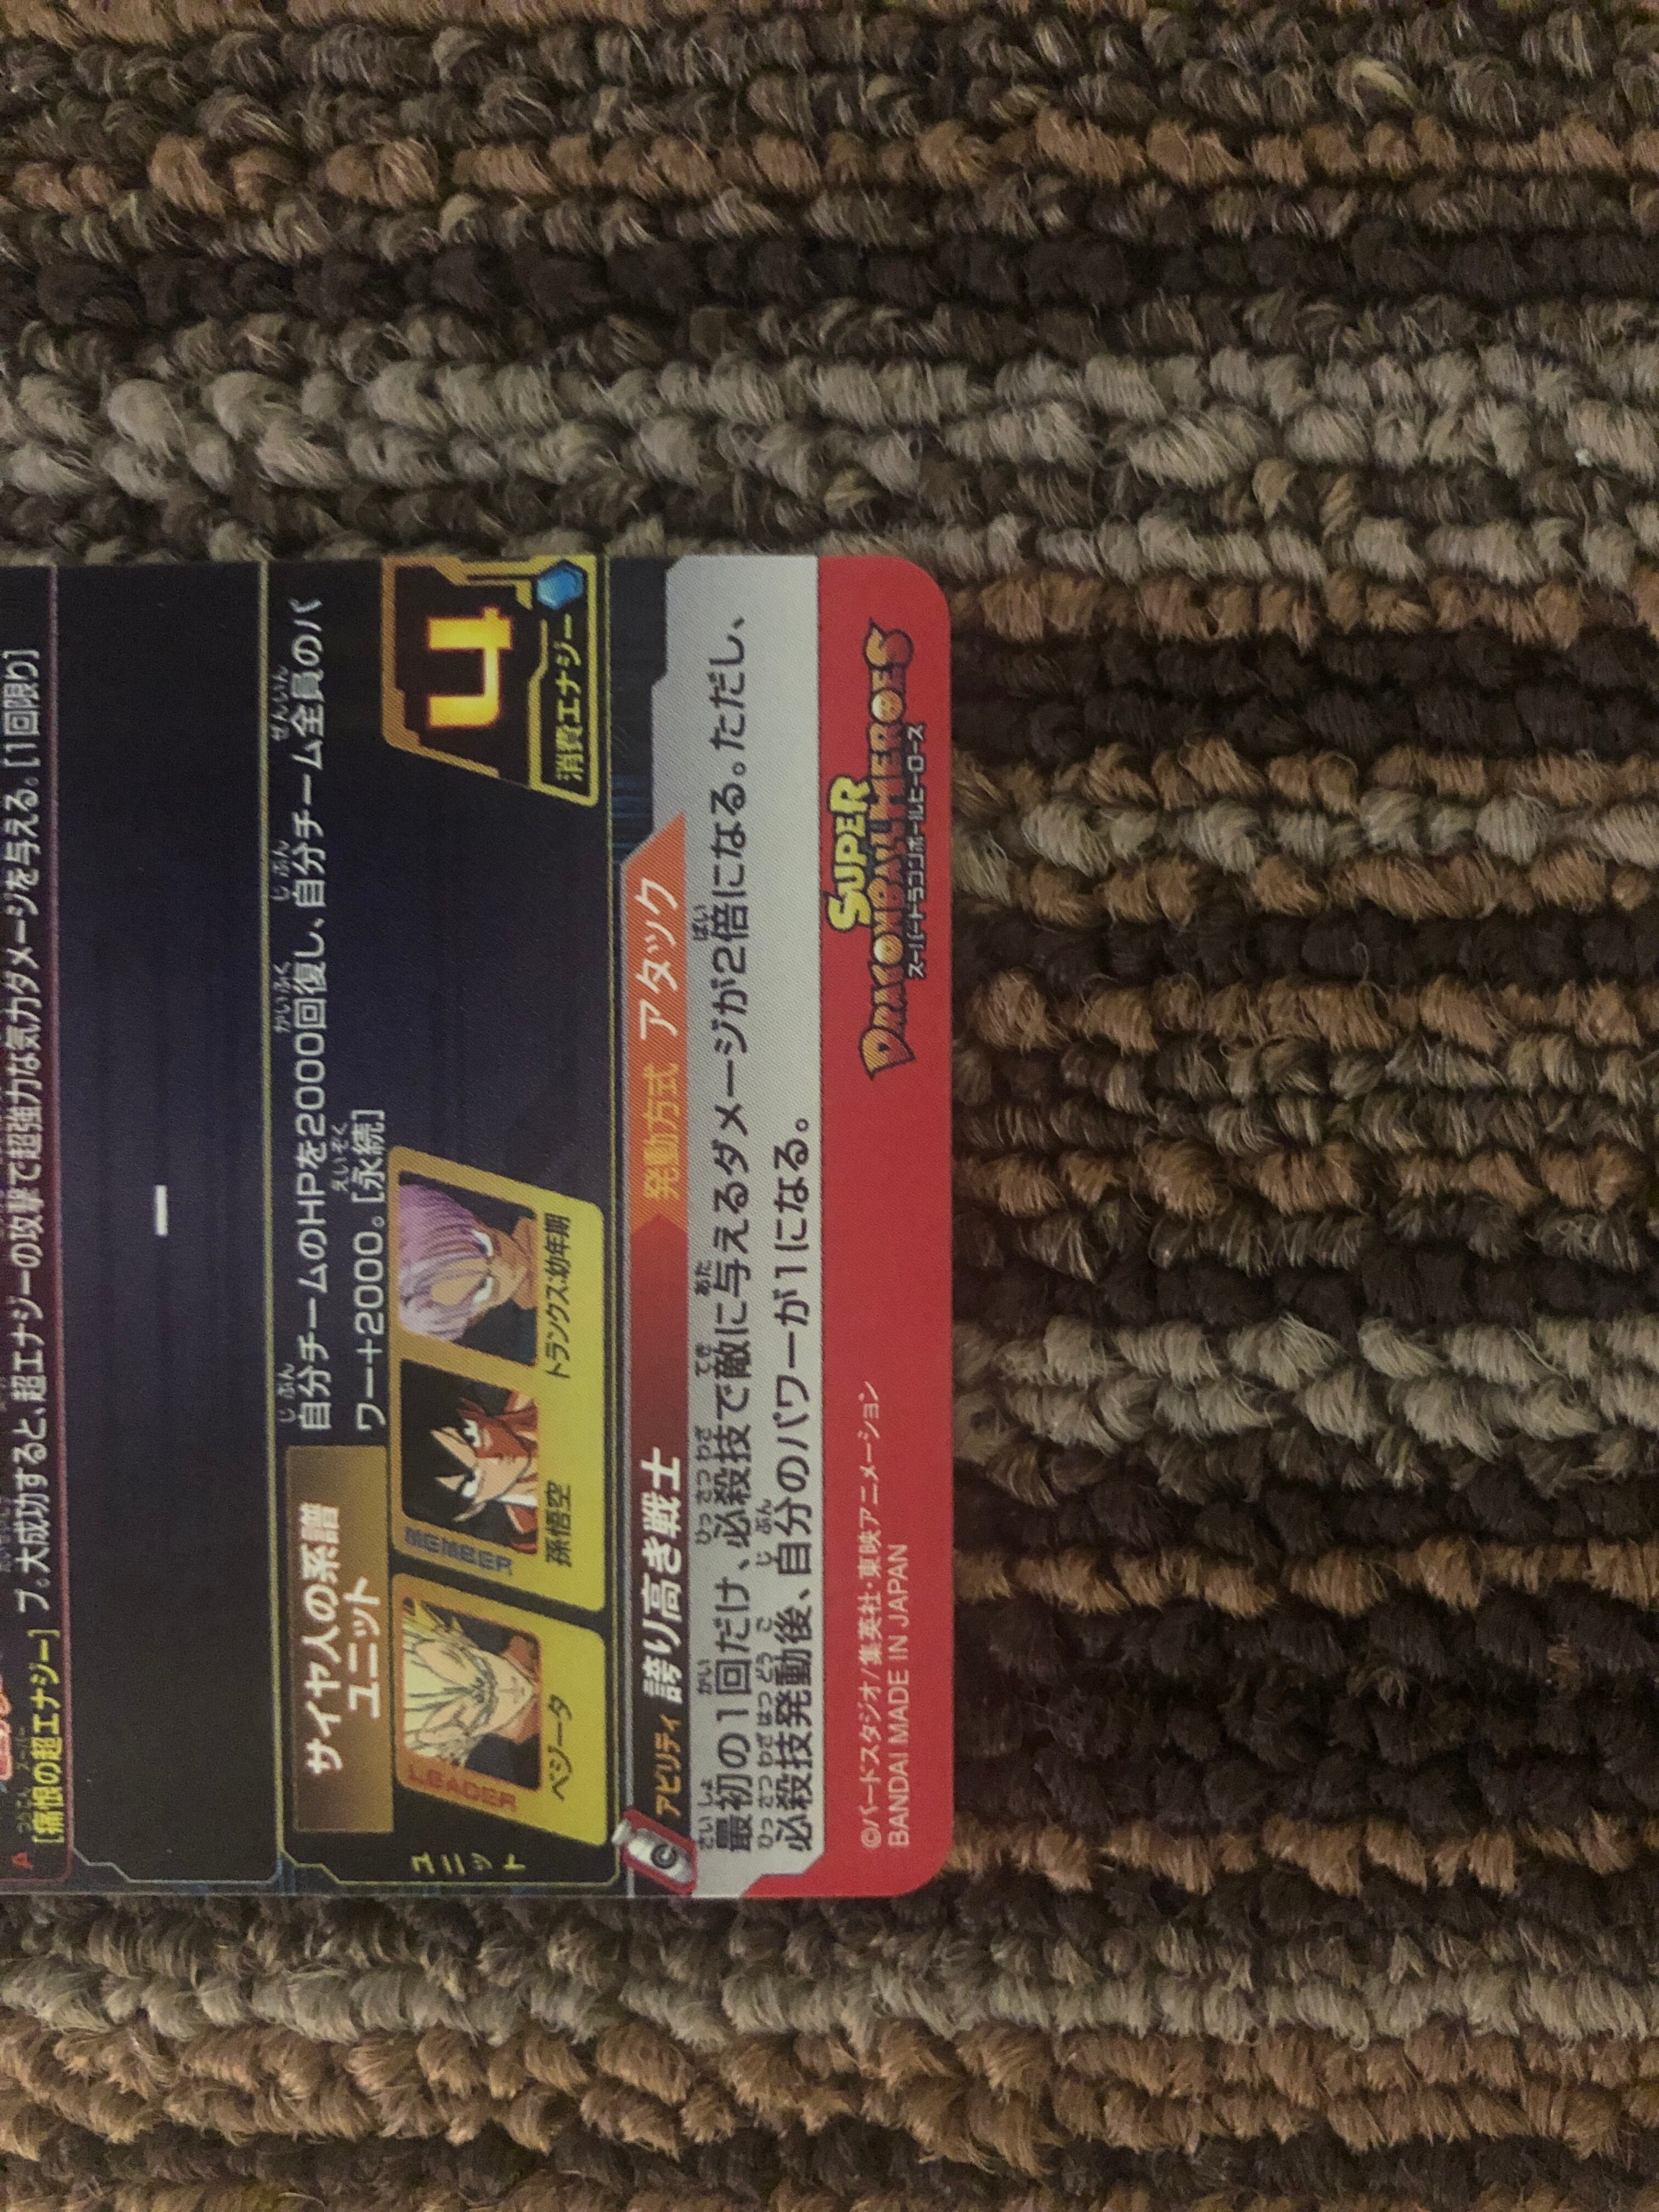 [痛恨の超エナジー]
プ。大成功すると、超エナジーの攻撃で超強力な気力ダメージを与える。[1回限り]
ー
ユニット
サイヤ人の系譜
ユニット
自分チームのHPを2000回復し、自分チーム全員のパ
ワー+2000。[永続]
LEADER
ベジータ
孫悟空
トランクス:幼年期
4
消費エナジー
C
アビリティ 誇り高き戦士
発動方式 アタック
最初の1回だけ、必殺技で敵に与えるダメージが2倍になる。ただし、
必殺技発動後、自分のパワーが1になる。
©バードスタジオ/集英社・東映アニメーション
BANDAI MADE IN JAPAN
SUPER
DRAGONBALL HEROES
スーパードラゴンボールヒーローズ